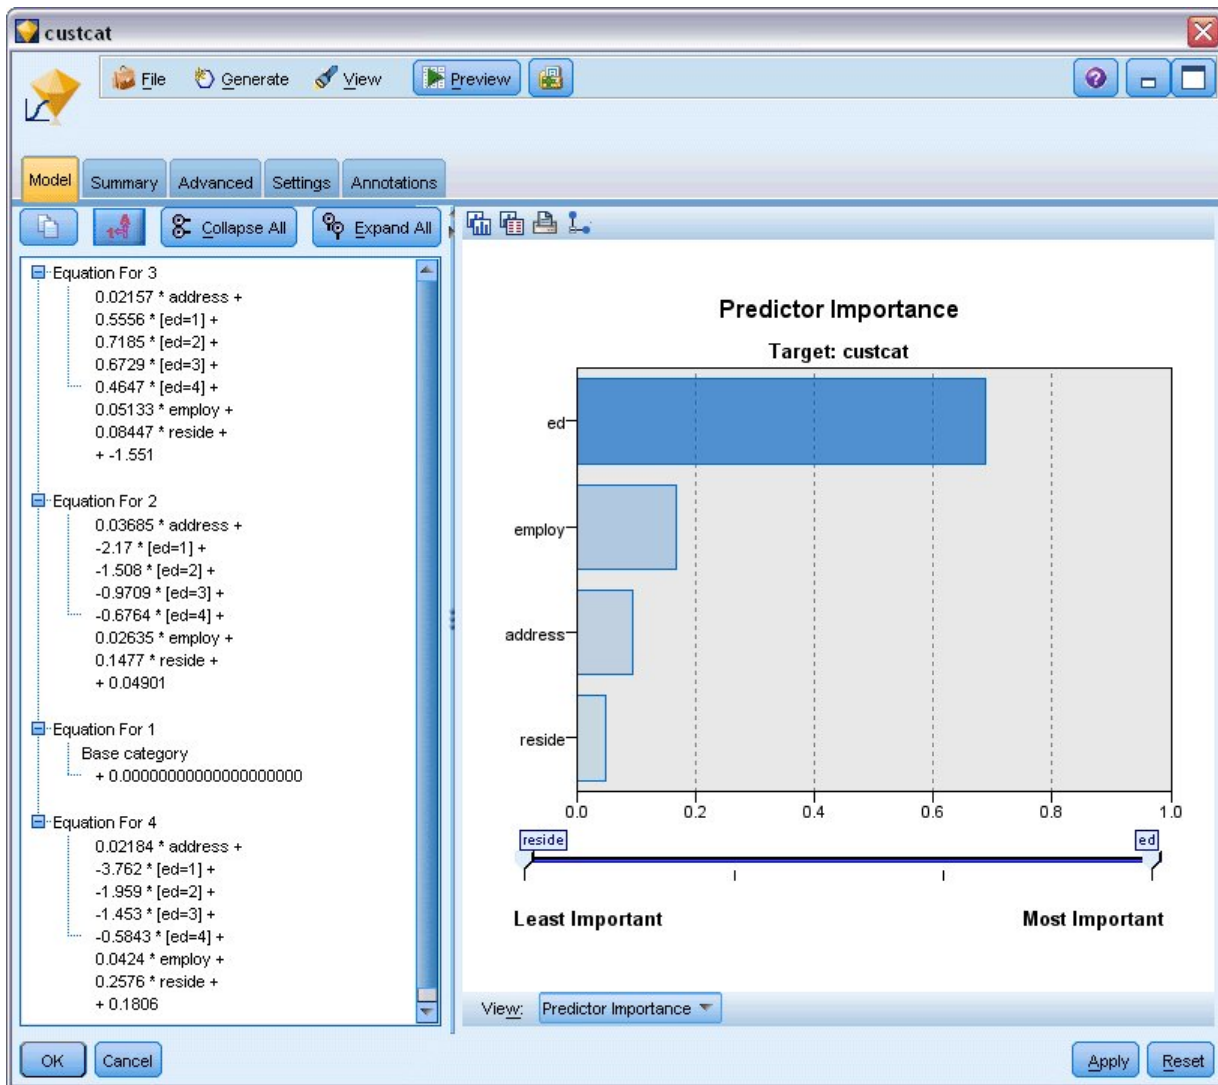 custcat
File Generate View Preview
Model Summary Advanced Settings Annotations
Collapse All Expand All
Equation For 3
0.02157 * address +
0.5556 * [ed=1] +
0.7185 * [ed=2] +
0.6729 * [ed=3] +
0.4647 * [ed=4] +
0.05133 * employ +
0.08447 * reside +
+ -1.551
Equation For 2
0.03685 * address +
-2.17 * [ed=1] +
-1.508 * [ed=2] +
-0.9709 * [ed=3] +
-0.6764 * [ed=4] +
0.02635 * employ +
0.1477 * reside +
+ 0.04901
Equation For 1
Base category
+ 0.00000000000000000000
Equation For 4
0.02184 * address +
-3.762 * [ed=1] +
-1.959 * [ed=2] +
-1.453 * [ed=3] +
-0.5843 * [ed=4] +
0.0424 * employ +
0.2576 * reside +
+ 0.1806
Predictor Importance
Target: custcat
ed
employ
address
reside
0.0 0.2 0.4 0.6 0.8 1.0
reside ed
Least Important Most Important
View: Predictor Importance
OK Cancel Apply Reset